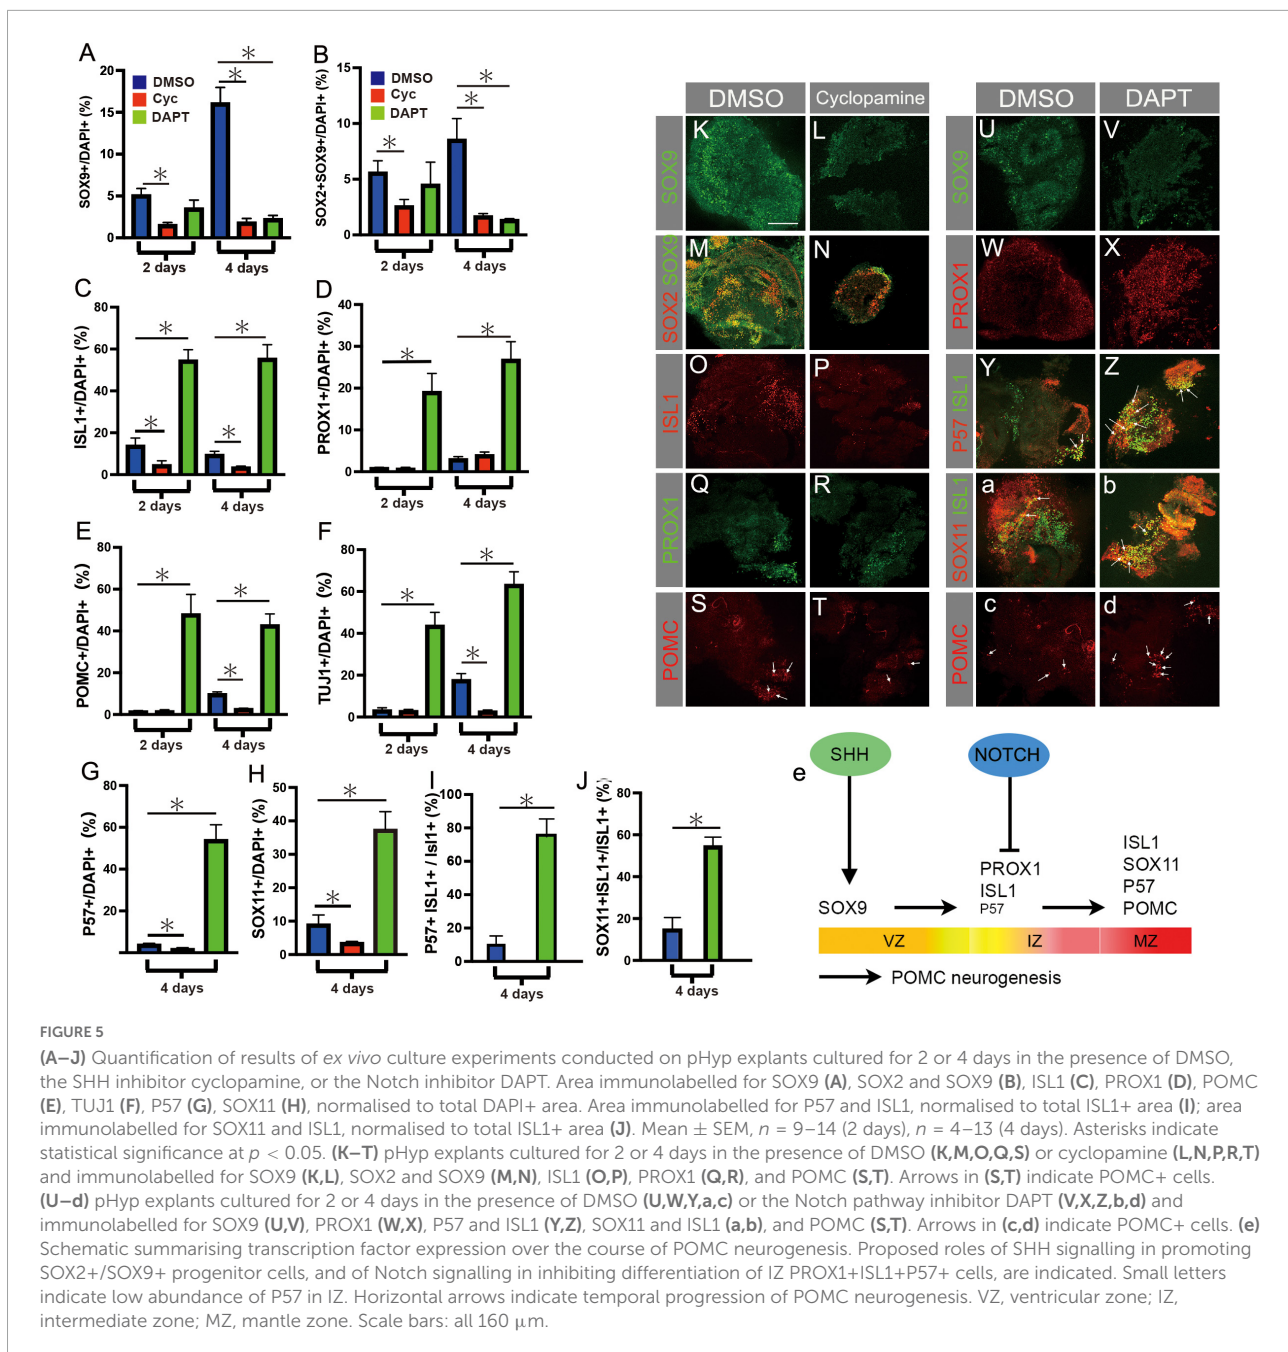 A
SOX9+/DAPI+ (%)
20
15
10
5
0
DMSO
Cyc
DAPT
*
*
*
2 days
4 days
B
SOX2+SOX9+/DAPI+ (%)
15
10
5
0
DMSO
Cyc
DAPT
*
*
*
2 days
4 days
C
ISL1+/DAPI+ (%)
80
60
40
20
0
*
*
*
*
2 days
4 days
D
PROX1+/DAPI+ (%)
40
30
20
10
0
*
*
2 days
4 days
E
POMC+/DAPI+ (%)
80
60
40
20
0
*
*
*
2 days
4 days
F
TUJ1+/DAPI+ (%)
80
60
40
20
0
*
*
*
2 days
4 days
G
P57+/DAPI+ (%)
80
60
40
20
*
*
4 days
H
SOX11+/DAPI+ (%)
50
40
30
20
10
0
*
*
4 days
I
P57+ ISL1+ / Isl1+ (%)
100
80
60
40
20
0
*
4 days
J
SOX11+ISL1+/ISL1+ (%)
80
60
40
20
0
*
4 days
DMSO
Cyclopamine
SOX9
K
L
SOX2 SOX9
M
N
ISL1
O
P
PROX1
Q
R
POMC
S
T
DMSO
DAPT
SOX9
U
V
PROX1
W
X
P57 ISL1
Y
Z
SOX11 ISL1
a
b
POMC
c
d
e
SHH
NOTCH
SOX9
PROX1
ISL1
P57
ISL1
SOX11
P57
POMC
VZ
IZ
MZ
POMC neurogenesis
FIGURE 5
(A–J) Quantification of results of ex vivo culture experiments conducted on pHyp explants cultured for 2 or 4 days in the presence of DMSO,
the SHH inhibitor cyclopamine, or the Notch inhibitor DAPT. Area immunolabelled for SOX9 (A), SOX2 and SOX9 (B), ISL1 (C), PROX1 (D), POMC
(E), TUJ1 (F), P57 (G), SOX11 (H), normalised to total DAPI+ area. Area immunolabelled for P57 and ISL1, normalised to total ISL1+ area (I); area
immunolabelled for SOX11 and ISL1, normalised to total ISL1+ area (J). Mean ± SEM, n = 9–14 (2 days), n = 4–13 (4 days). Asterisks indicate
statistical significance at p < 0.05. (K–T) pHyp explants cultured for 2 or 4 days in the presence of DMSO (K,M,O,Q,S) or cyclopamine (L,N,P,R,T)
and immunolabelled for SOX9 (K,L), SOX2 and SOX9 (M,N), ISL1 (O,P), PROX1 (Q,R), and POMC (S,T). Arrows in (S,T) indicate POMC+ cells.
(U–d) pHyp explants cultured for 2 or 4 days in the presence of DMSO (U,W,Y,a,c) or the Notch pathway inhibitor DAPT (V,X,Z,b,d) and
immunolabelled for SOX9 (U,V), PROX1 (W,X), P57 and ISL1 (Y,Z), SOX11 and ISL1 (a,b), and POMC (S,T). Arrows in (c,d) indicate POMC+ cells. (e)
Schematic summarising transcription factor expression over the course of POMC neurogenesis. Proposed roles of SHH signalling in promoting
SOX2+/SOX9+ progenitor cells, and of Notch signalling in inhibiting differentiation of IZ PROX1+ISL1+P57+ cells, are indicated. Small letters
indicate low abundance of P57 in IZ. Horizontal arrows indicate temporal progression of POMC neurogenesis. VZ, ventricular zone; IZ,
intermediate zone; MZ, mantle zone. Scale bars: all 160 μm.